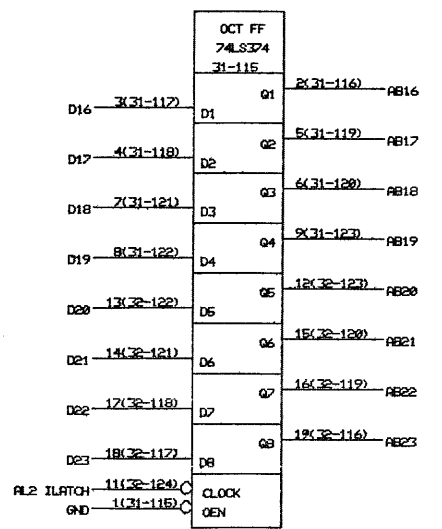 OCT FF
74LS374
31-115
2(31-116) AB16
Q1
D16 3(31-117)
D1
5(31-119) AB17
Q2
D17 4(31-118)
D2
6(31-120) AB18
Q3
D18 7(31-121)
D3
9(31-123) AB19
Q4
D19 8(31-122)
D4
12(32-123) AB20
Q5
D20 13(32-122)
D5
15(32-120) AB21
Q6
D21 14(32-121)
D6
16(32-119) AB22
Q7
D22 17(32-118)
D7
19(32-116) AB23
Q8
D23 18(32-117)
D8
AL2 ILATCH 11(32-124) CLOCK
GND 1(31-115) OEN